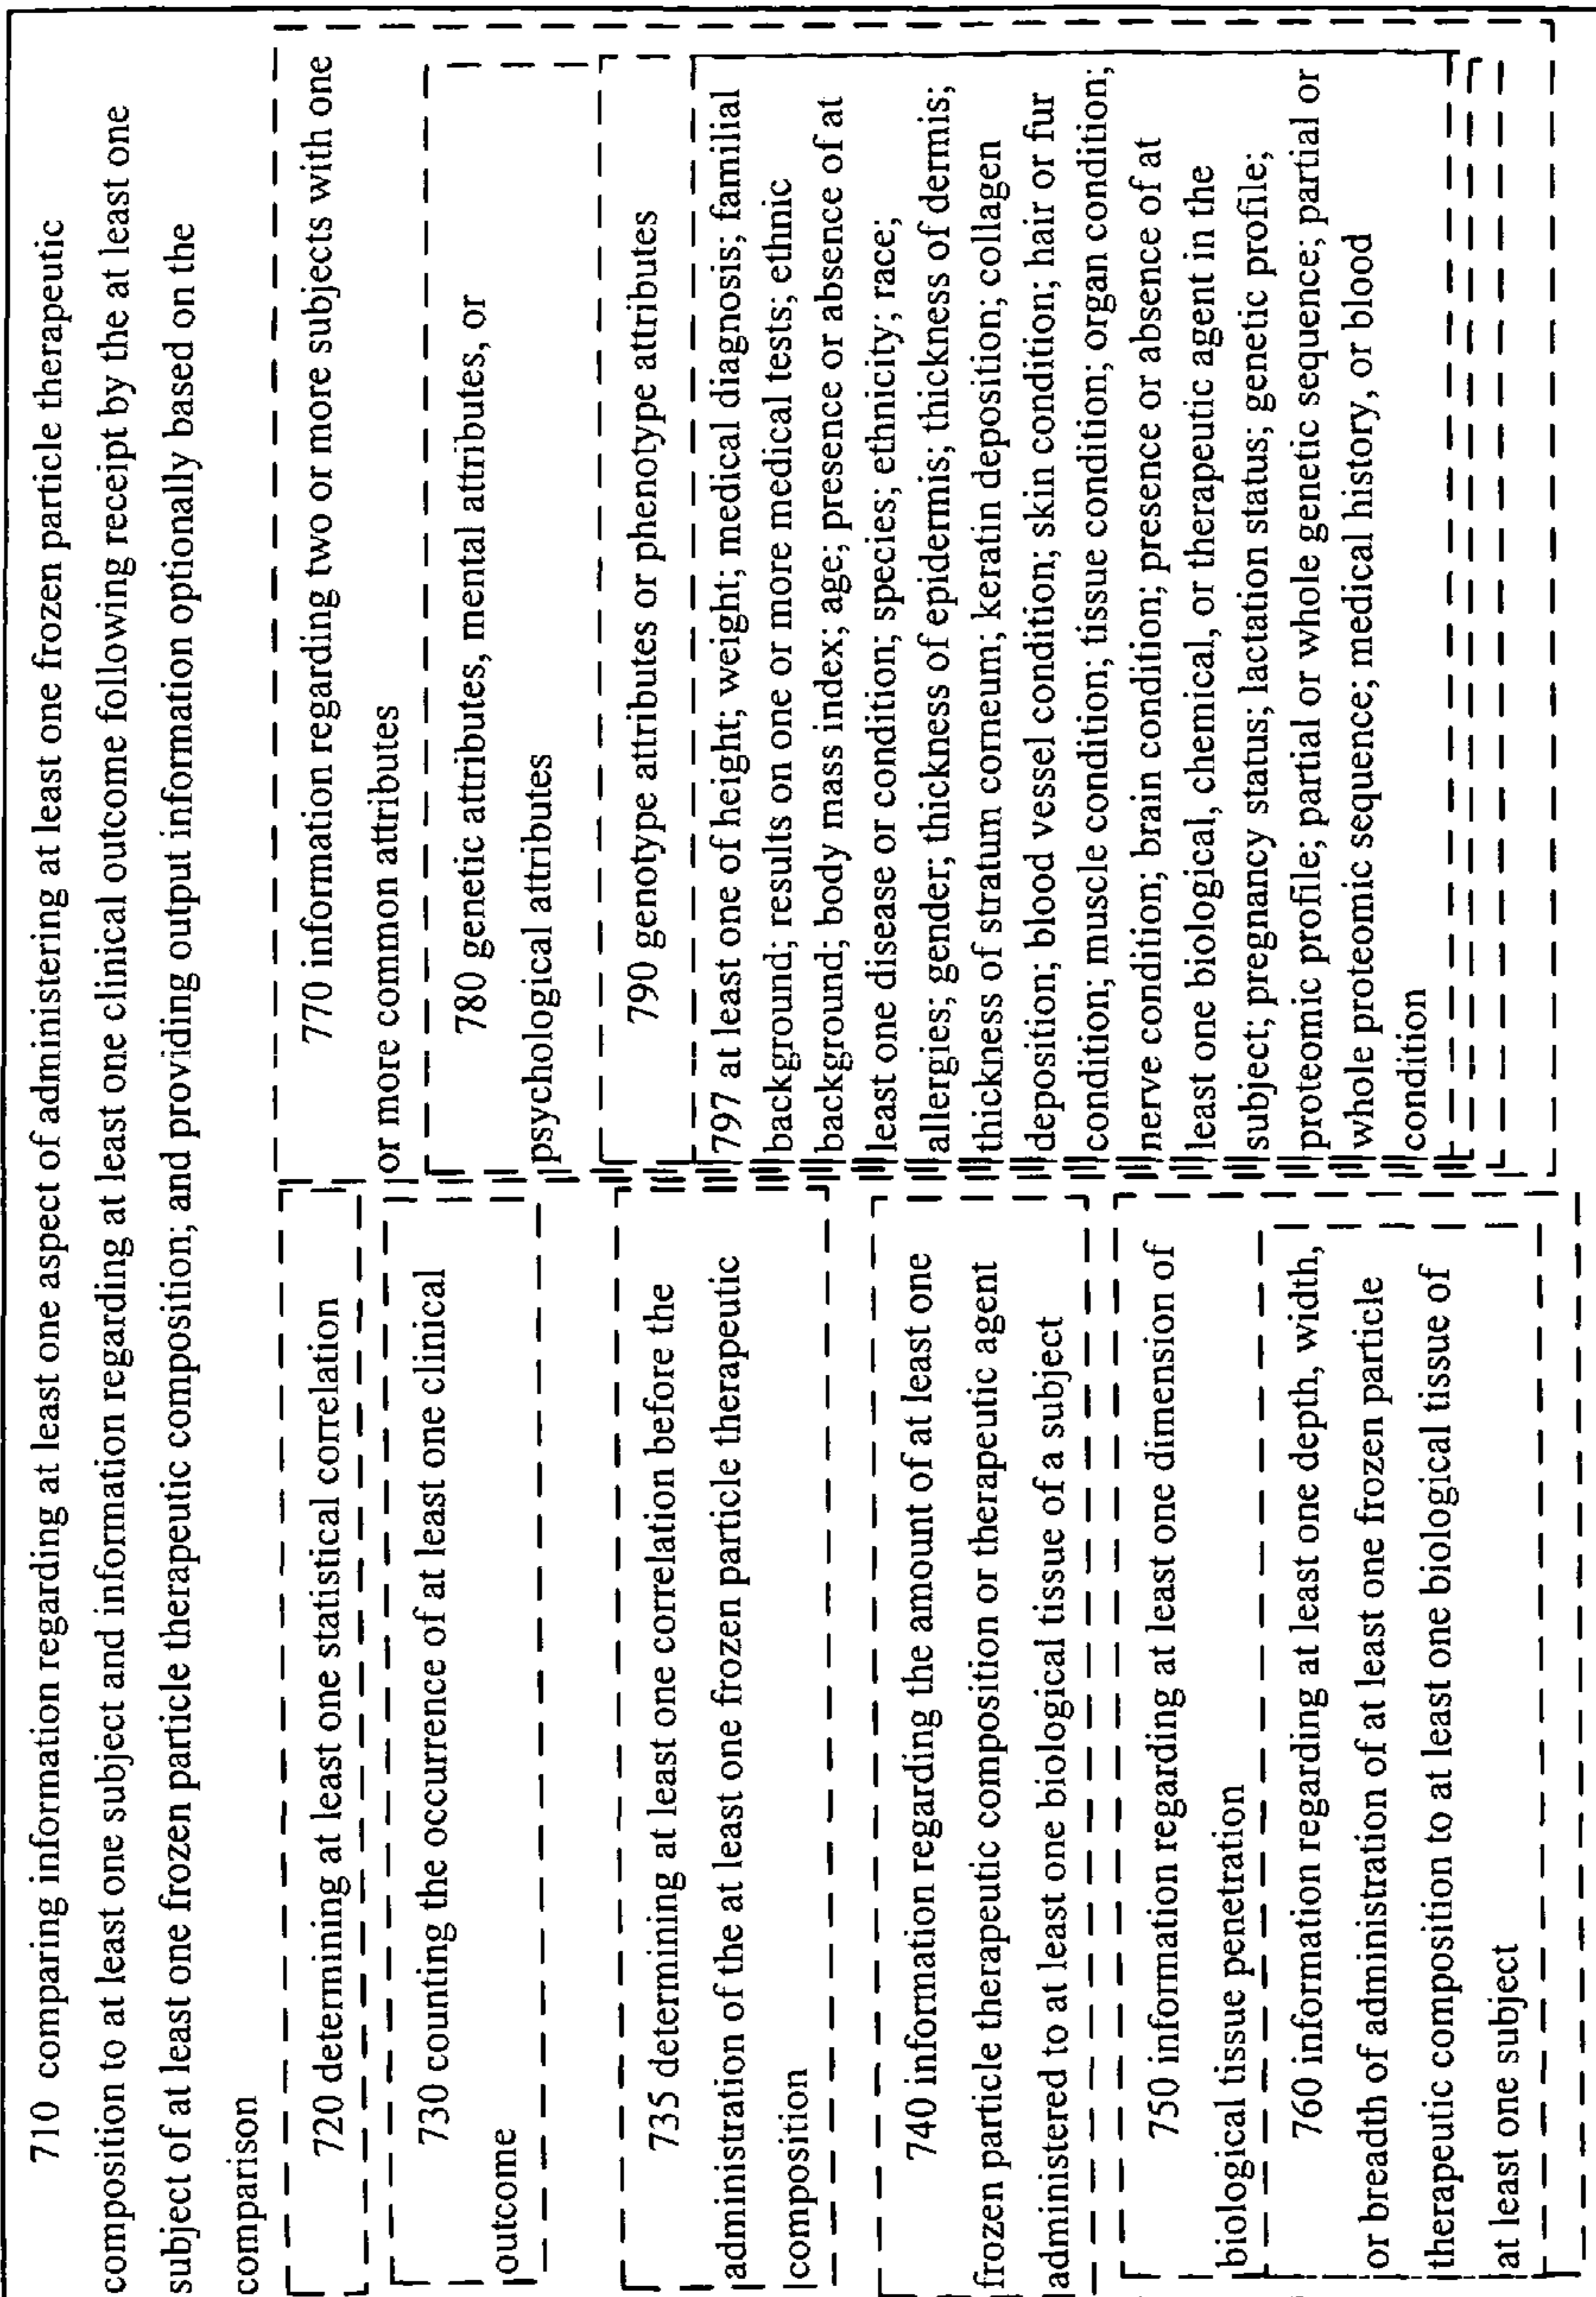 710 comparing information regarding at least one aspect of administering at least one frozen particle therapeutic
composition to at least one subject and information regarding at least one clinical outcome following receipt by the at least one
subject of at least one frozen particle therapeutic composition; and providing output information optionally based on the
comparison
720 determining at least one statistical correlation
730 counting the occurrence of at least one clinical
outcome
735 determining at least one correlation before the
administration of the at least one frozen particle therapeutic
composition
740 information regarding the amount of at least one
frozen particle therapeutic composition or therapeutic agent
administered to at least one biological tissue of a subject
750 information regarding at least one dimension of
biological tissue penetration
760 information regarding at least one depth, width,
or breadth of administration of at least one frozen particle
therapeutic composition to at least one biological tissue of
at least one subject
770 information regarding two or more subjects with one
or more common attributes
780 genetic attributes, mental attributes, or
psychological attributes
790 genotype attributes or phenotype attributes
797 at least one of height; weight; medical diagnosis; familial
background; results on one or more medical tests; ethnic
background; body mass index; age; presence or absence of at
least one disease or condition; species; ethnicity; race;
allergies; gender; thickness of epidermis; thickness of dermis;
thickness of stratum corneum; keratin deposition; collagen
deposition; blood vessel condition; skin condition; hair or fur
condition; muscle condition; tissue condition; organ condition;
nerve condition; brain condition; presence or absence of at
least one biological, chemical, or therapeutic agent in the
subject; pregnancy status; lactation status; genetic profile;
proteomic profile; partial or whole genetic sequence; partial or
whole proteomic sequence; medical history, or blood
condition